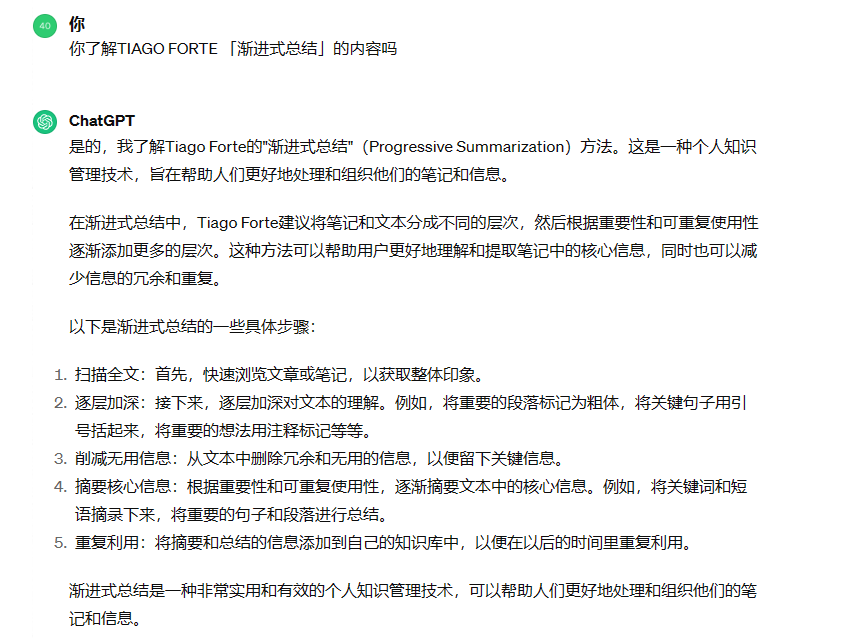 40
你
你了解TIAGO FORTE 「渐进式总结」的内容吗
ChatGPT
是的，我了解Tiago Forte的"渐进式总结"（Progressive Summarization）方法。这是一种个人知识
管理技术，旨在帮助人们更好地处理和组织他们的笔记和信息。
在渐进式总结中，Tiago Forte建议将笔记和文本分成不同的层次，然后根据重要性和可重复使用性
逐渐添加更多的层次。这种方法可以帮助用户更好地理解和提取笔记中的核心信息，同时也可以减
少信息的冗余和重复。
以下是渐进式总结的一些具体步骤：
1. 扫描全文：首先，快速浏览文章或笔记，以获取整体印象。
2. 逐层加深：接下来，逐层加深对文本的理解。例如，将重要的段落标记为粗体，将关键句子用引
号括起来，将重要的想法用注释标记等等。
3. 削减无用信息：从文本中删除冗余和无用的信息，以便留下关键信息。
4. 摘要核心信息：根据重要性和可重复使用性，逐渐摘要文本中的核心信息。例如，将关键词和短
语摘录下来，将重要的句子和段落进行总结。
5. 重复利用：将摘要和总结的信息添加到自己的知识库中，以便在以后的时间里重复利用。
渐进式总结是一种非常实用和有效的个人知识管理技术，可以帮助人们更好地处理和组织他们的笔
记和信息。